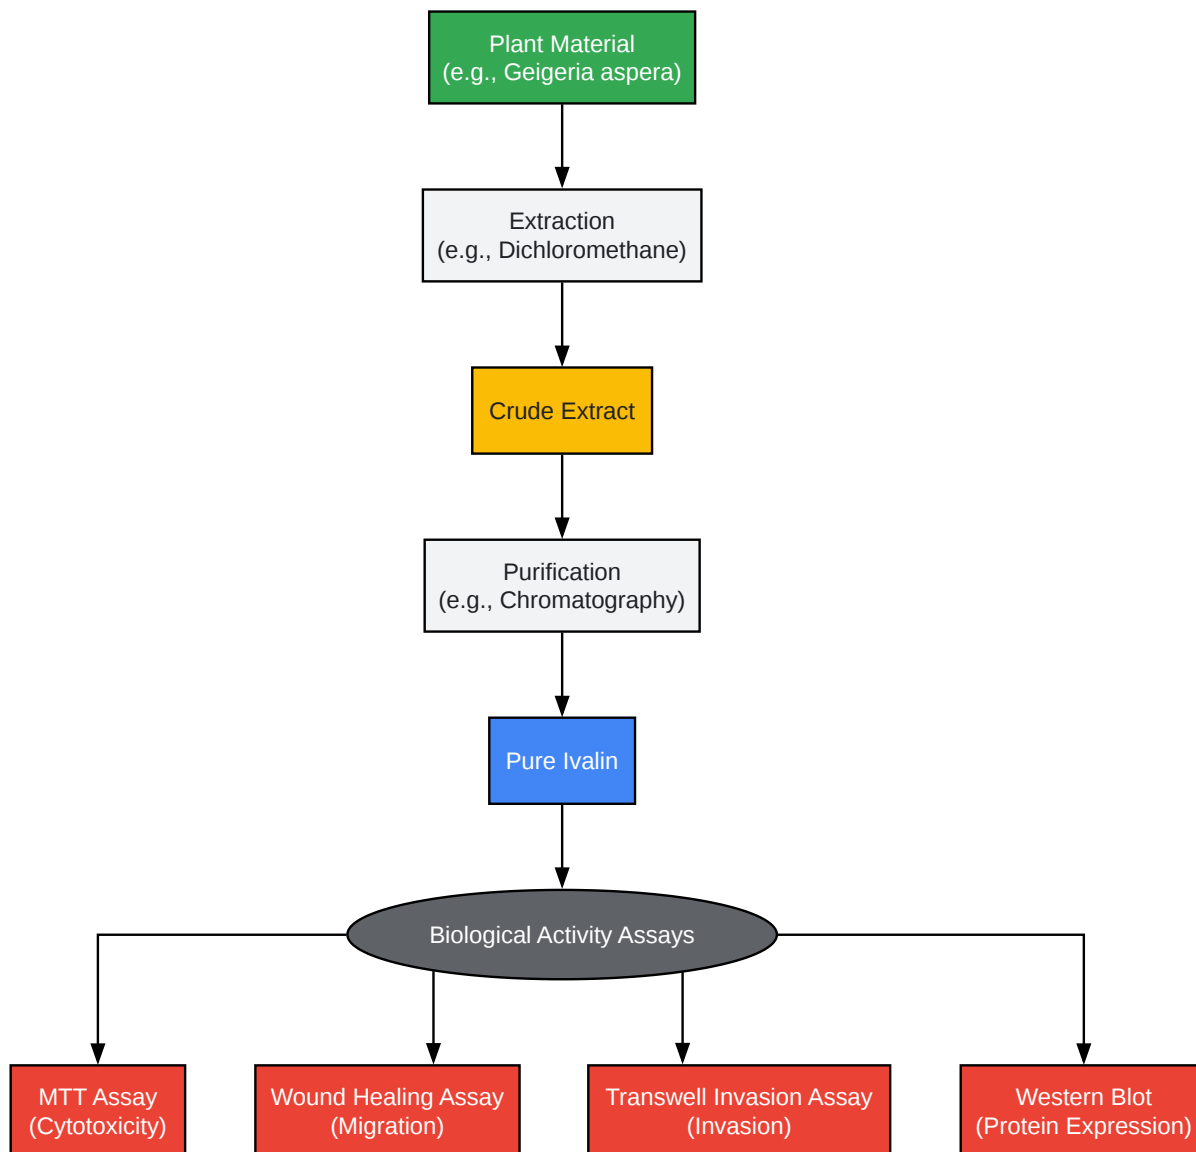 Plant Material
(e.g., Geigeria aspera)
Extraction
(e.g., Dichloromethane)
Crude Extract
Purification
(e.g., Chromatography)
Pure Ivalin
Biological Activity Assays
MTT Assay
(Cytotoxicity)
Wound Healing Assay
(Migration)
Transwell Invasion Assay
(Invasion)
Western Blot
(Protein Expression)